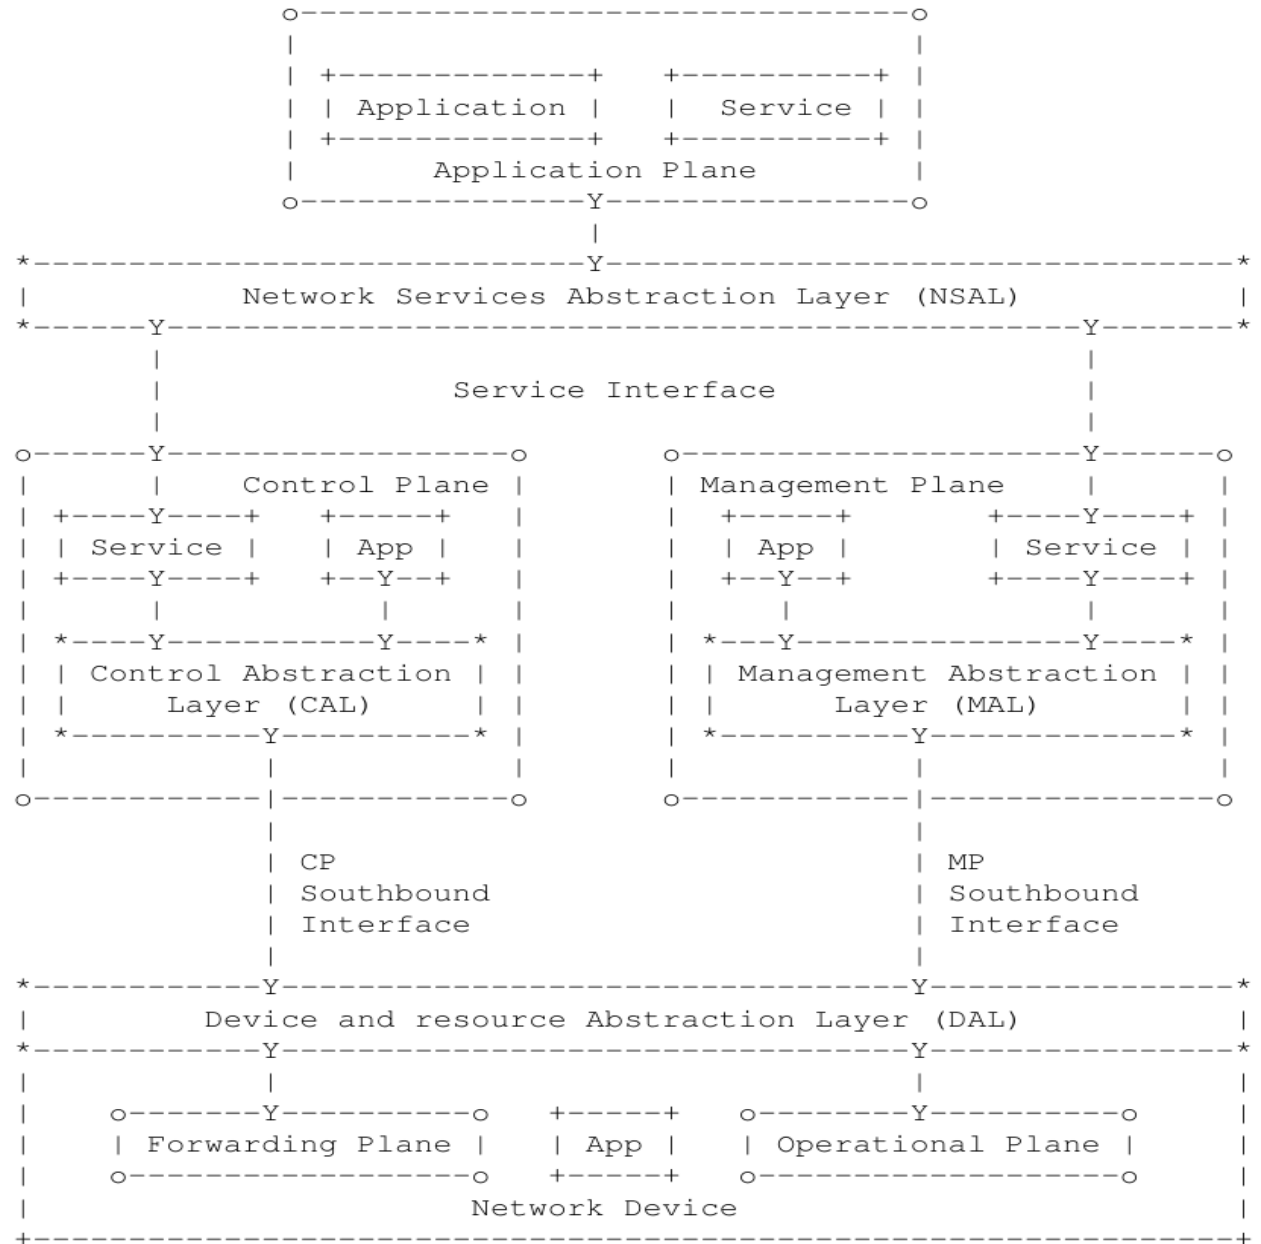 Application Service
Application Plane
Network Services Abstraction Layer (NSAL)
Service Interface
Control Plane Management Plane
Service App App Service
Control Abstraction Management Abstraction
Layer (CAL) Layer (MAL)
CP MP
Southbound Southbound
Interface Interface
Device and resource Abstraction Layer (DAL)
Forwarding Plane App Operational Plane
Network Device